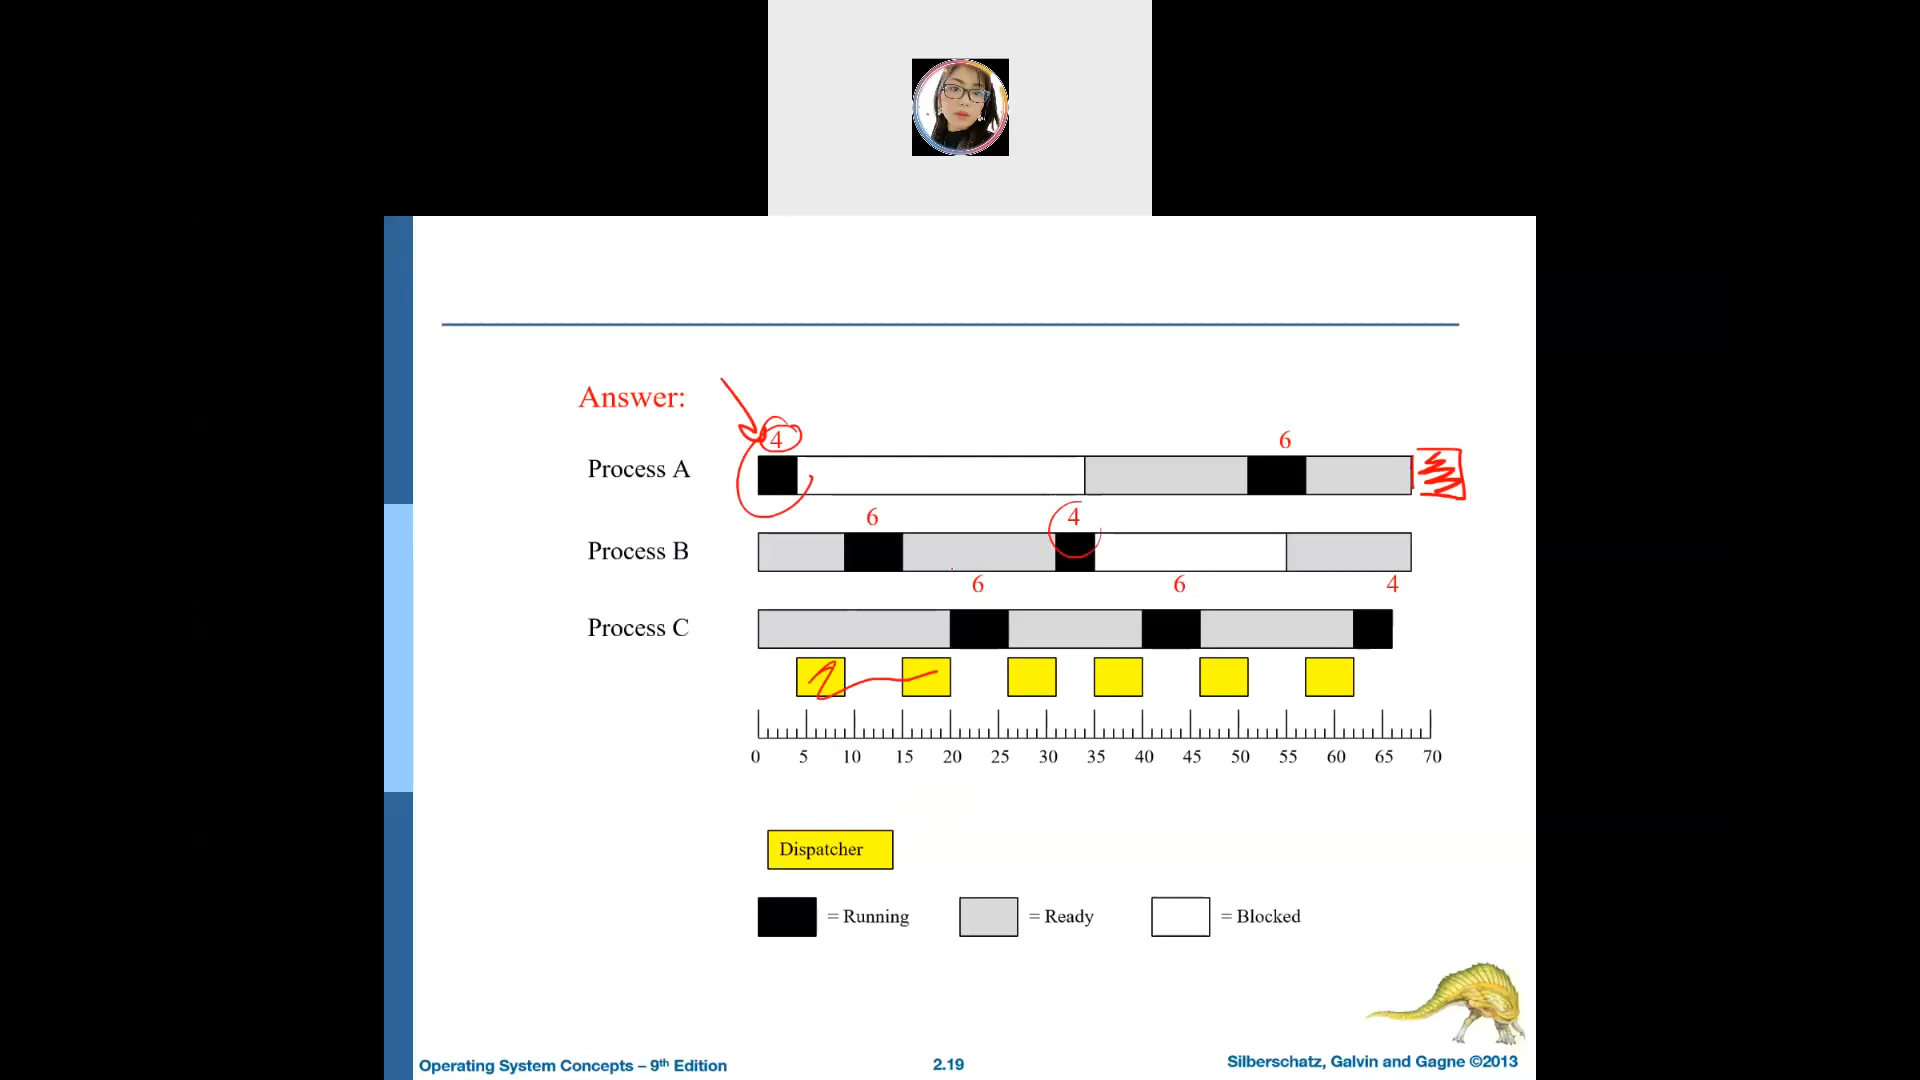 Answer:
4
6
Process A
6
4
Process B
6
6
4
Process C
0 5 10 15 20 25 30 35 40 45 50 55 60 65 70
Dispatcher
= Running
= Ready
= Blocked
Operating System Concepts – 9th Edition
2.19
Silberschatz, Galvin and Gagne ©2013